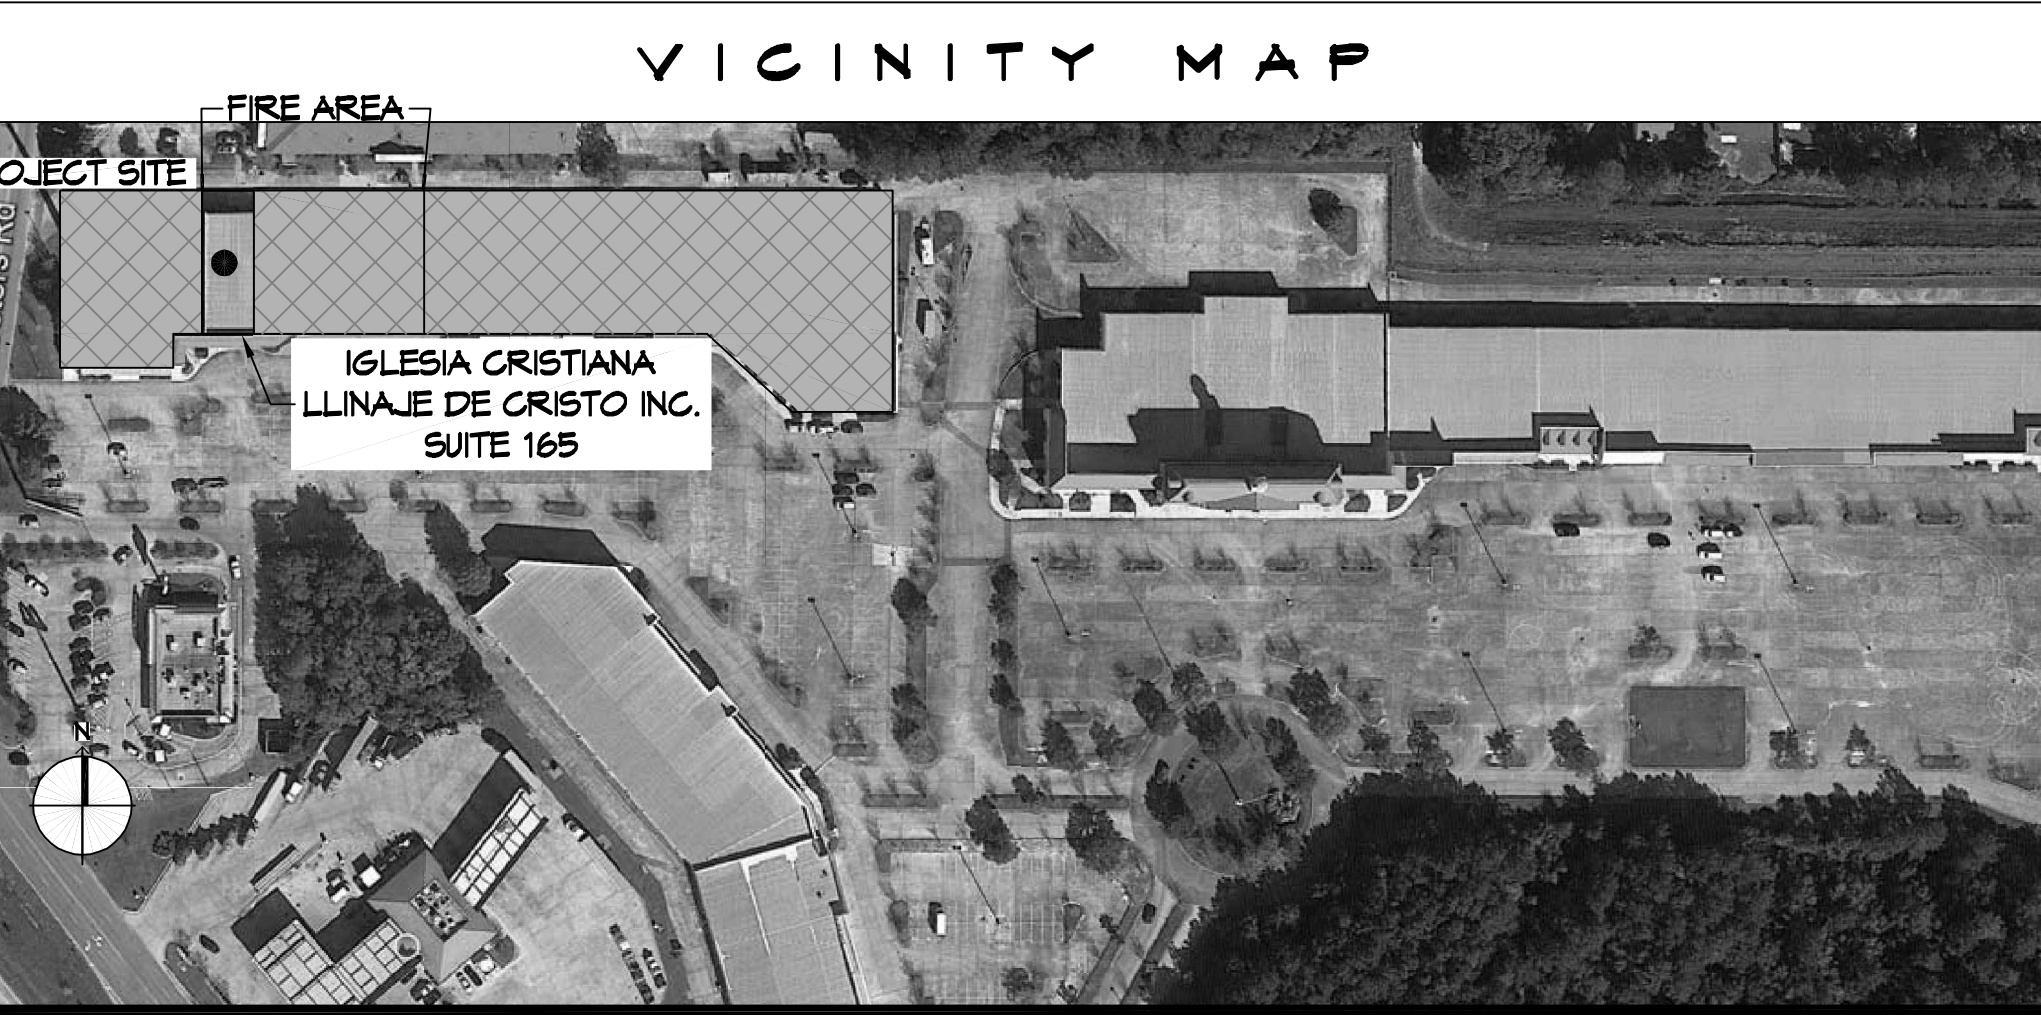 VICINITY MAP
FIRE AREA
OJECT SITE
IGLESIA CRISTIANA
LLINAJE DE CRISTO INC.
SUITE 165
N